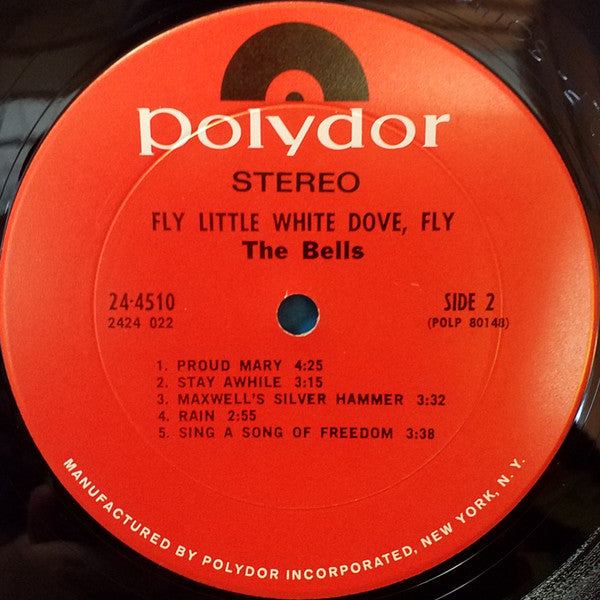 polydor
STEREO
FLY LITTLE WHITE DOVE, FLY
The Bells
24-4510
2424 022
SIDE 2
(POLP 80148)
1. PROUD MARY 4:25
2. STAY AWHILE 3:15
3. MAXWELL'S SILVER HAMMER 3:32
4. RAIN 2:55
5. SING A SONG OF FREEDOM 3:38
MANUFACTURED BY POLYDOR INCORPORATED, NEW YORK, N.Y.